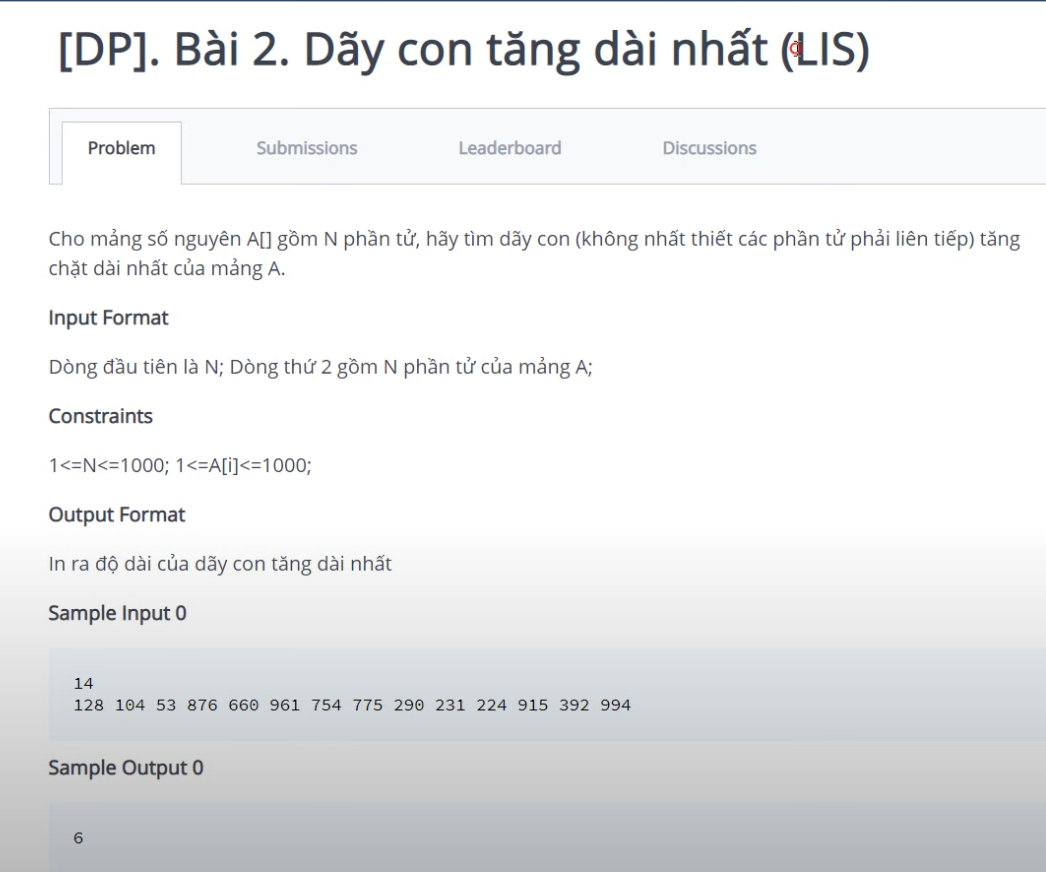 [DP]. Bài 2. Dãy con tăng dài nhất (LIS)
Problem Submissions Leaderboard Discussions
Cho mảng số nguyên A[] gồm N phần tử, hãy tìm dãy con (không nhất thiết các phần tử phải liên tiếp) tăng
chặt dài nhất của mảng A.
Input Format
Dòng đầu tiên là N; Dòng thứ 2 gồm N phần tử của mảng A;
Constraints
1<=N<=1000; 1<=A[i]<=1000;
Output Format
In ra độ dài của dãy con tăng dài nhất
Sample Input 0
14
128 104 53 876 660 961 754 775 290 231 224 915 392 994
Sample Output 0
6